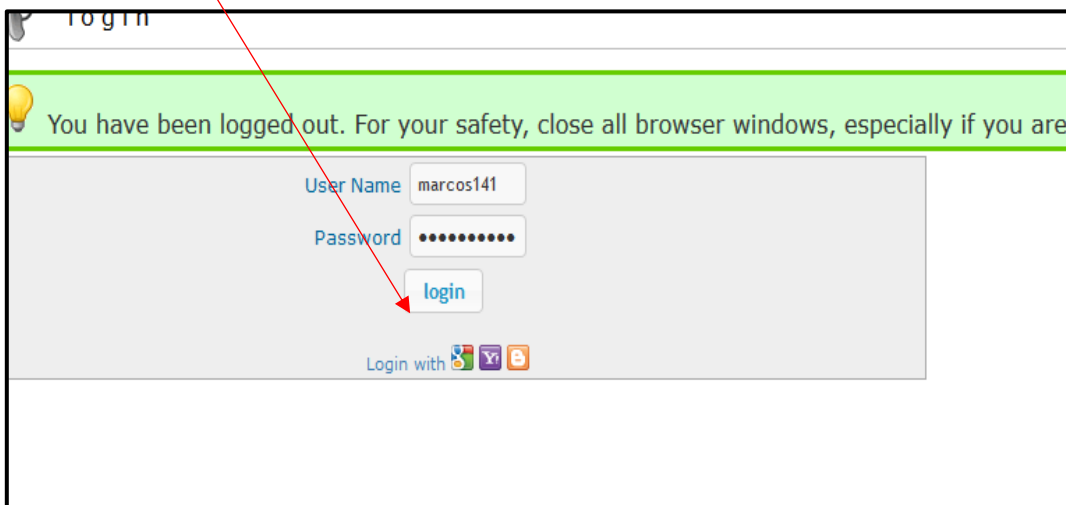 login
You have been logged out. For your safety, close all browser windows, especially if you are
User Name marcos141
Password ••••••••••
login
Login with